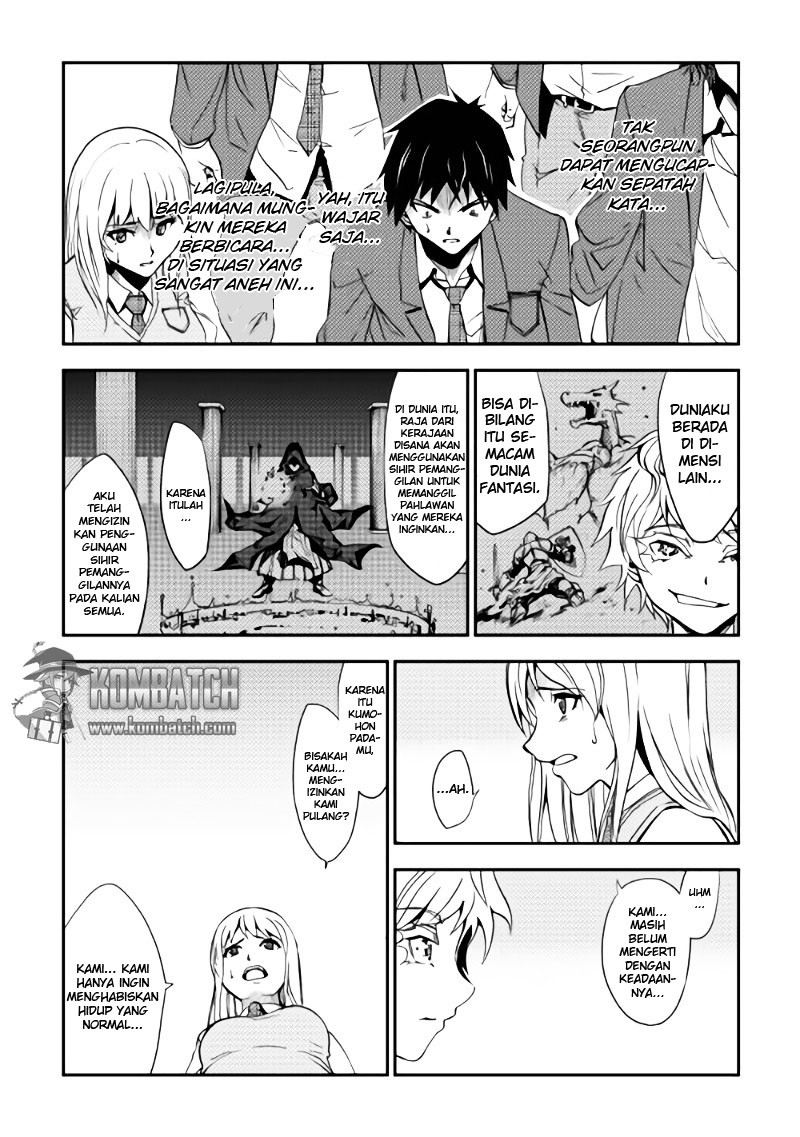 TAK
SEORANGPUN
DAPAT MENGUCAP-
KAN SEPATAH
KATA...
YAH, ITU
WAJAR
SAJA...
LAGIPULA,
BAGAIMANA MUNG-
KIN MEREKA
BERBICARA...
DI SITUASI YANG
SANGAT ANEH INI...
DUNIAKU
BERADA
DI DI-
MENSI
LAIN...
BISA DI-
BILANG
ITU SE-
MACAM
DUNIA
FANTASI.
DI DUNIA ITU,
RAJA DARI
KERAJAAN
DISANA AKAN
MENGGUNAKAN
SIHIR PEMANG-
GILAN UNTUK
MEMANGGIL
PAHLAWAN
YANG MEREKA
INGINKAN...
KARENA
ITULAH
...
AKU
TELAH
MENGIZIN
KAN PENG-
GUNAAN
SIHIR
PEMANG-
GILANNYA
PADA KALIAN
SEMUA.
...AH.
UHM
...
KAMI...
MASIH
BELUM
MENGERTI
DENGAN
KEADAAN-
NYA...
KARENA
ITU
KUMO-
HON
PADA-
MU,
BISAKAH
KAMU...
MENG-
IZINKAN
KAMI
PULANG?
KAMI... KAMI
HANYA INGIN
MENGHABISKAN
HIDUP YANG
NORMAL...
KOMBATCH
www.kombatch.com